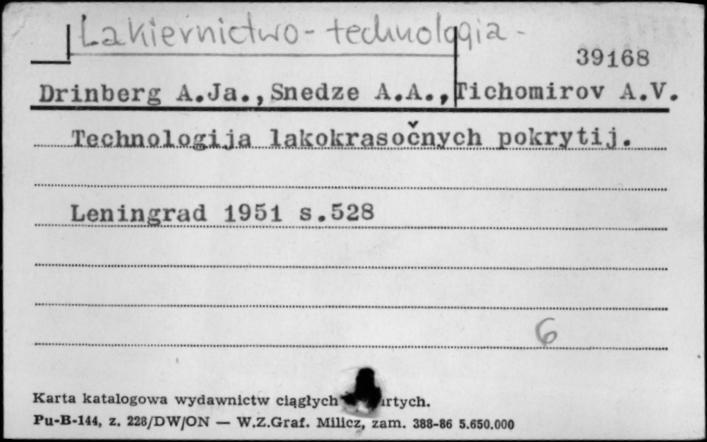 Lakiernictwo - technologia -
39168
Drinberg A.Ja., Snedze A.A., Tichomirov A.V.
Technologija lakokrasočnych pokrytij.
Leningrad 1951 s.528
6
Karta katalogowa wydawnictw ciągłych
Pu-B-144, z. 228/DW/ON — W.Z.Graf. Milicz, zam. 388-86 5.650.000